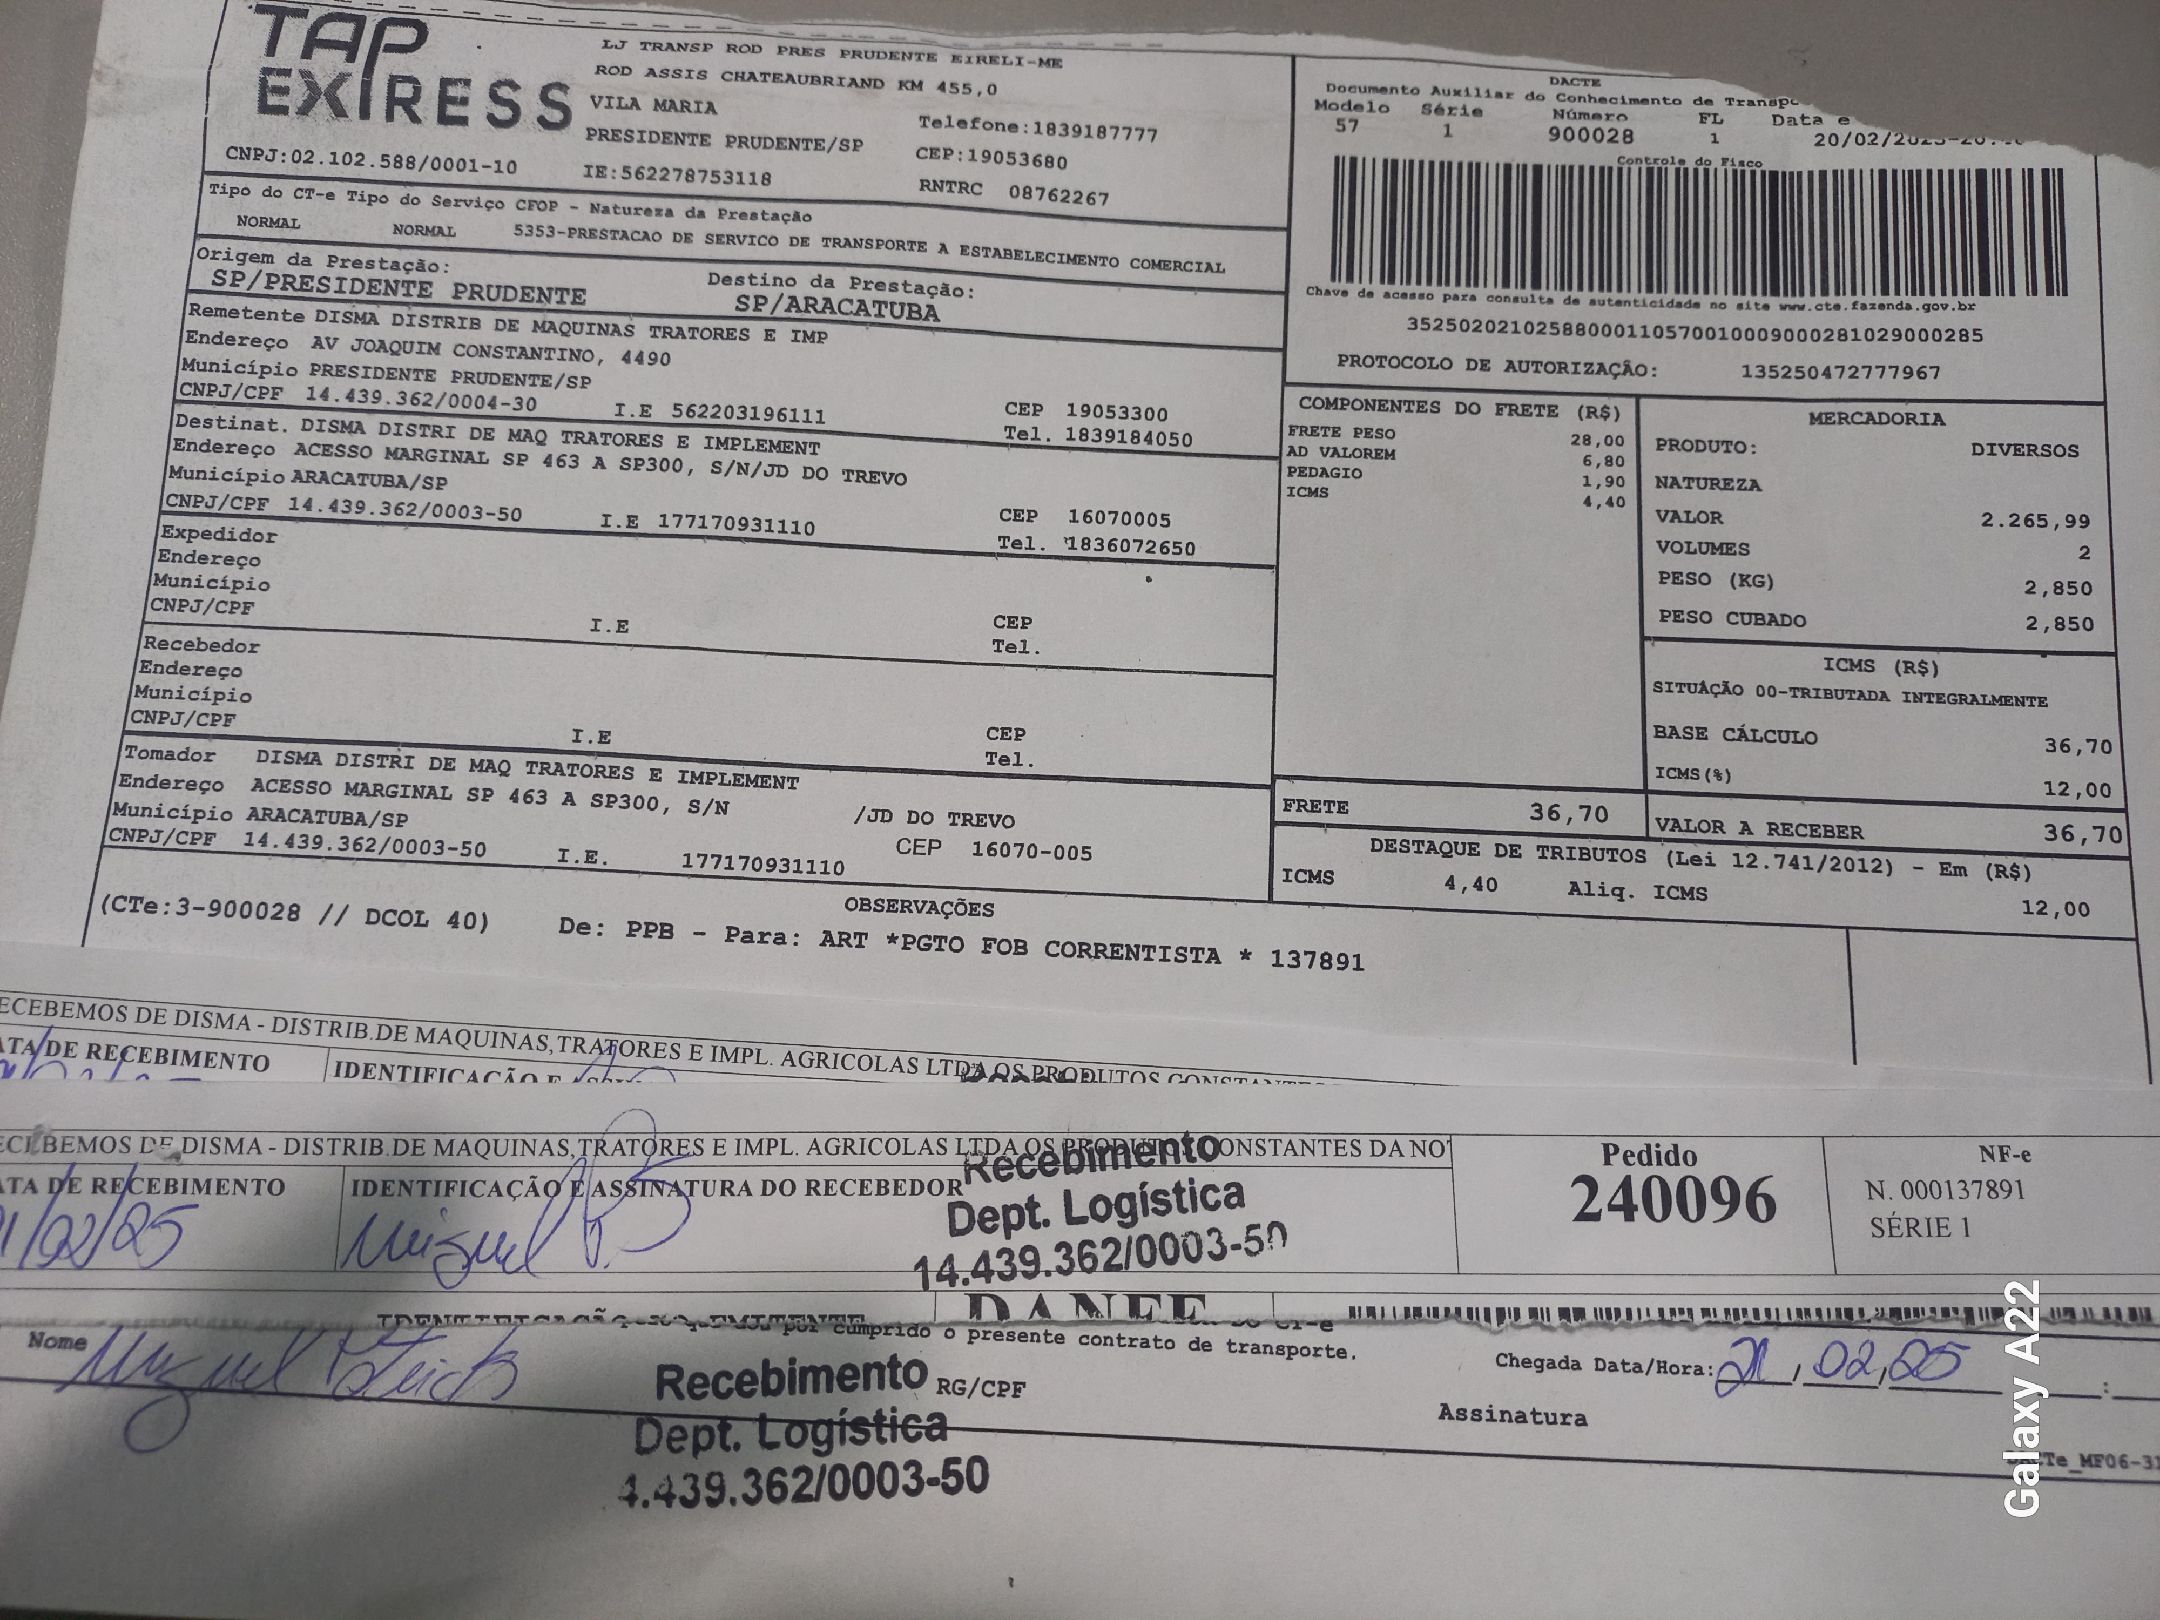 TAP
EXPRESS
LJ TRANSP ROD PRES PRUDENTE EIRELI-ME
ROD ASSIS CHATEAUBRIAND KM 455,0
VILA MARIA
Telefone:1839187777
PRESIDENTE PRUDENTE/SP
CEP:19053680
CNPJ:02.102.588/0001-10
IE:562278753118
RNTRC 08762267
DACTE
Documento Auxiliar do Conhecimento de Transpo
Modelo Série Número FL Data e
57 1 900028 1 20/02/2025
Controle do Fisco
Chave de acesso para consulta de autenticidade no site www.cte.fazenda.gov.br
35250202102588000110570010009000281029000285
PROTOCOLO DE AUTORIZAÇÃO: 135250472777967
Tipo do CT-e Tipo do Serviço CFOP - Natureza da Prestação
NORMAL NORMAL 5353-PRESTACAO DE SERVICO DE TRANSPORTE A ESTABELECIMENTO COMERCIAL
Origem da Prestação: Destino da Prestação:
SP/PRESIDENTE PRUDENTE SP/ARACATUBA
Remetente DISMA DISTRIB DE MAQUINAS TRATORES E IMP
Endereço AV JOAQUIM CONSTANTINO, 4490
Município PRESIDENTE PRUDENTE/SP
CEP 19053300
CNPJ/CPF 14.439.362/0004-30 I.E 562203196111 Tel. 1839184050
Destinat. DISMA DISTRI DE MAQ TRATORES E IMPLEMENT
Endereço ACESSO MARGINAL SP 463 A SP300, S/N/JD DO TREVO
Município ARACATUBA/SP
CEP 16070005
CNPJ/CPF 14.439.362/0003-50 I.E 177170931110 Tel. 1836072650
Expedidor
Endereço
Município
CEP
CNPJ/CPF I.E Tel.
Recebedor
Endereço
Município
CEP
CNPJ/CPF I.E Tel.
Tomador DISMA DISTRI DE MAQ TRATORES E IMPLEMENT
Endereço ACESSO MARGINAL SP 463 A SP300, S/N /JD DO TREVO
Município ARACATUBA/SP
CEP 16070-005
CNPJ/CPF 14.439.362/0003-50 I.E. 177170931110
COMPONENTES DO FRETE (R$)
FRETE PESO 28,00
AD VALOREM 6,80
PEDAGIO 1,90
ICMS 4,40
MERCADORIA
PRODUTO: DIVERSOS
NATUREZA
VALOR 2.265,99
VOLUMES 2
PESO (KG) 2,850
PESO CUBADO 2,850
ICMS (R$)
SITUAÇÃO 00-TRIBUTADA INTEGRALMENTE
BASE CÁLCULO 36,70
ICMS(%) 12,00
FRETE 36,70
VALOR A RECEBER 36,70
DESTAQUE DE TRIBUTOS (Lei 12.741/2012) - Em (R$)
ICMS 4,40 Aliq. ICMS 12,00
OBSERVAÇÕES
(CTe:3-900028 // DCOL 40) De: PPB - Para: ART *PGTO FOB CORRENTISTA * 137891
ECEBEMOS DE DISMA - DISTRIB.DE MAQUINAS,TRATORES E IMPL. AGRICOLAS LTDA OS PRODUTOS CONSTANTES
ATA DE RECEBIMENTO IDENTIFICAÇÃO E
ECEBEMOS DE DISMA - DISTRIB.DE MAQUINAS,TRATORES E IMPL. AGRICOLAS LTDA OS PRODUTOS CONSTANTES DA NO
ATA DE RECEBIMENTO IDENTIFICAÇÃO E ASSINATURA DO RECEBEDOR
1/02/25 Miguel
Recebimento
Dept. Logística
14.439.362/0003-50
Pedido
240096
NF-e
N. 000137891
SÉRIE 1
IDENTIFICAÇÃO DO EMITENTE DANFE
por cumprido o presente contrato de transporte.
Nome Miguel
Recebimento
Dept. Logística
4.439.362/0003-50
RG/CPF
Chegada Data/Hora: 21,02,25 :
Assinatura
Te_MF06-31
Galaxy A22